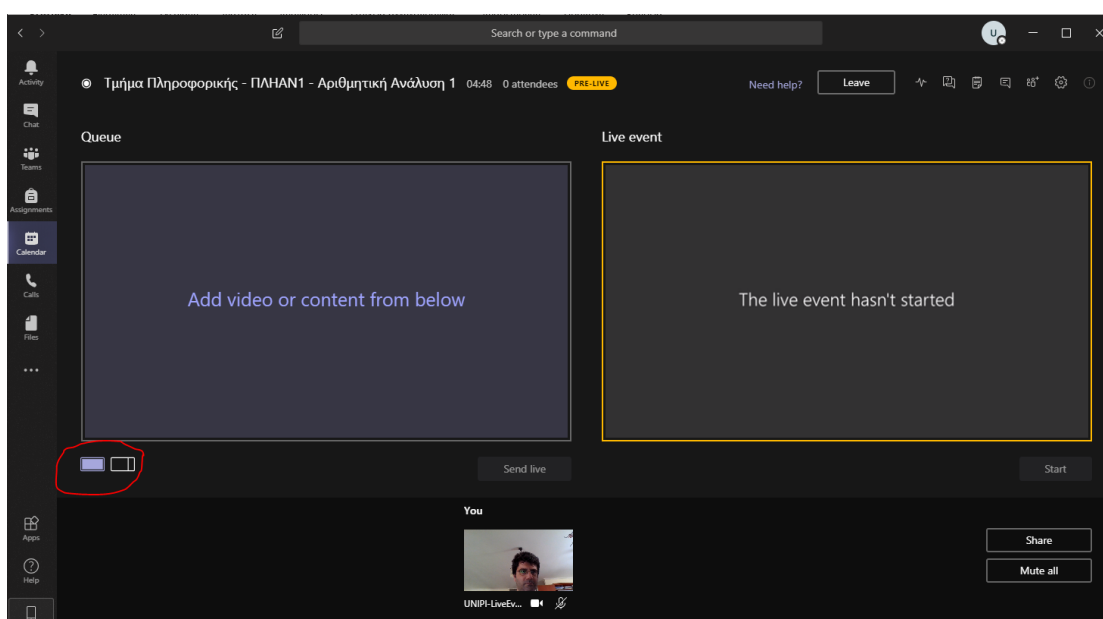 Search or type a command
Activity
Chat
Teams
Assignments
Calendar
Calls
Files
Apps
Help
Τμήμα Πληροφορικής - ΠΛΗΑΝ1 - Αριθμητική Ανάλυση 1 04:48 0 attendees PRE-LIVE
Need help? Leave
Queue
Live event
Add video or content from below
The live event hasn't started
Send live
Start
You
UNIPI-LiveEv...
Share
Mute all